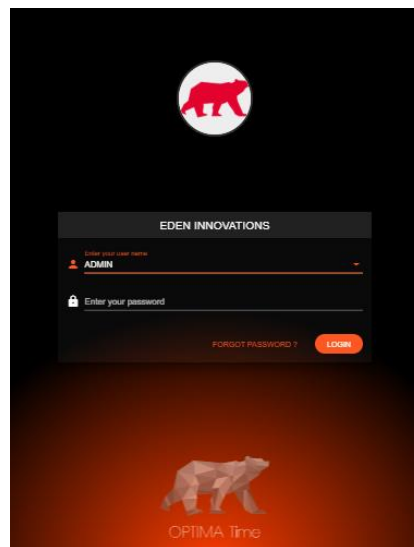 EDEN INNOVATIONS
Enter your user name
ADMIN
Enter your password
FORGOT PASSWORD ?
LOGIN
OPTIMA Time